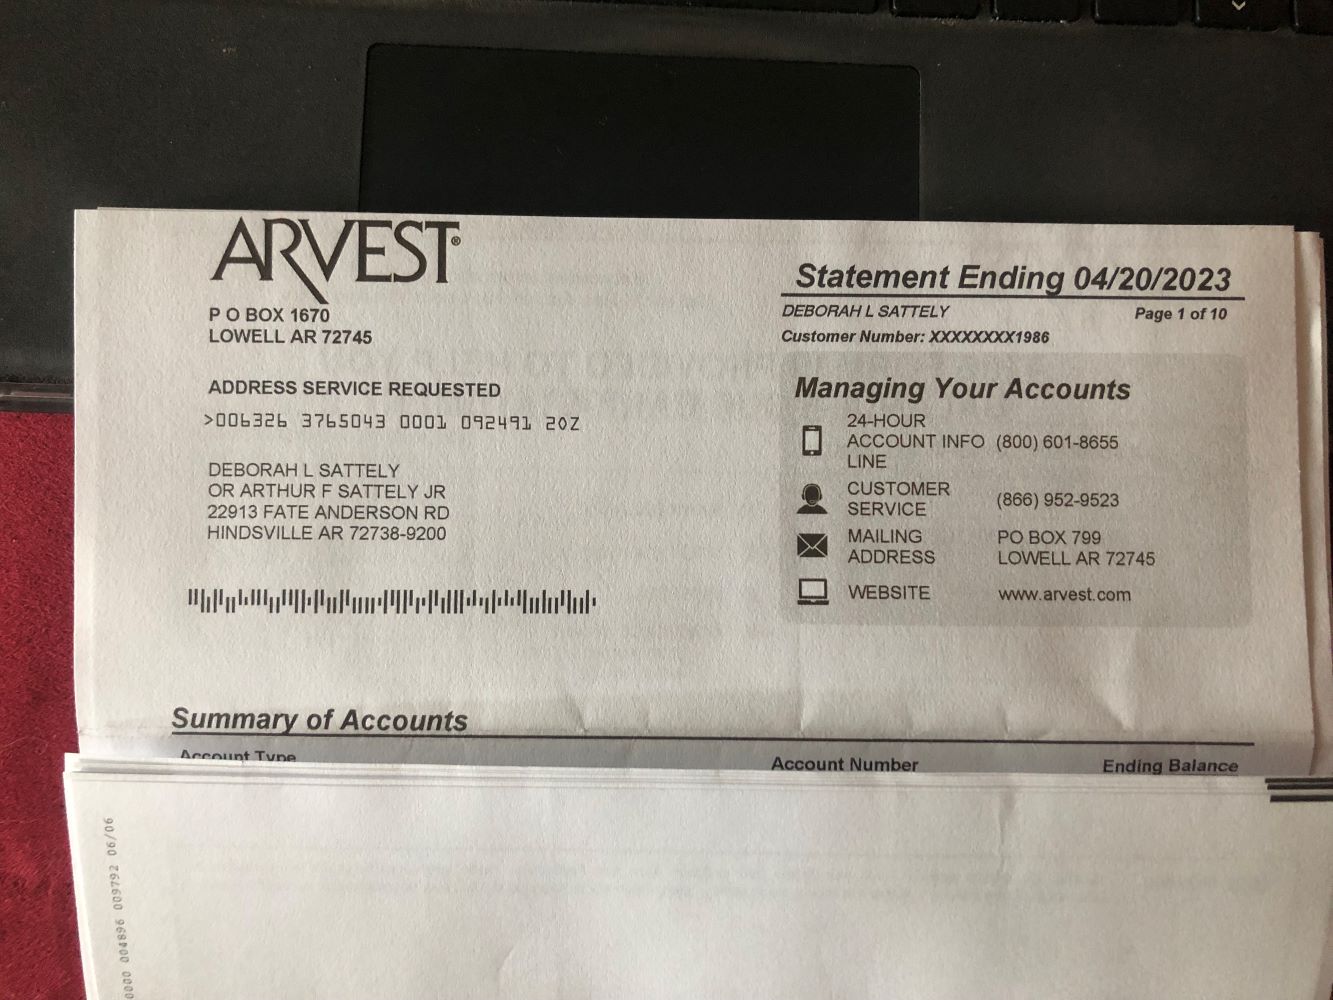 ARVEST®
P O BOX 1670
LOWELL AR 72745
ADDRESS SERVICE REQUESTED
>006326 3765043 0001 092491 20Z
DEBORAH L SATTELY
OR ARTHUR F SATTELY JR
22913 FATE ANDERSON RD
HINDSVILLE AR 72738-9200
Statement Ending 04/20/2023
DEBORAH L SATTELY
Page 1 of 10
Customer Number: XXXXXXXX1986
Managing Your Accounts
24-HOUR
ACCOUNT INFO (800) 601-8655
LINE
CUSTOMER
SERVICE (866) 952-9523
MAILING PO BOX 799
ADDRESS LOWELL AR 72745
WEBSITE www.arvest.com
Summary of Accounts
Account Type Account Number Ending Balance
0000 004896 009792 06/06